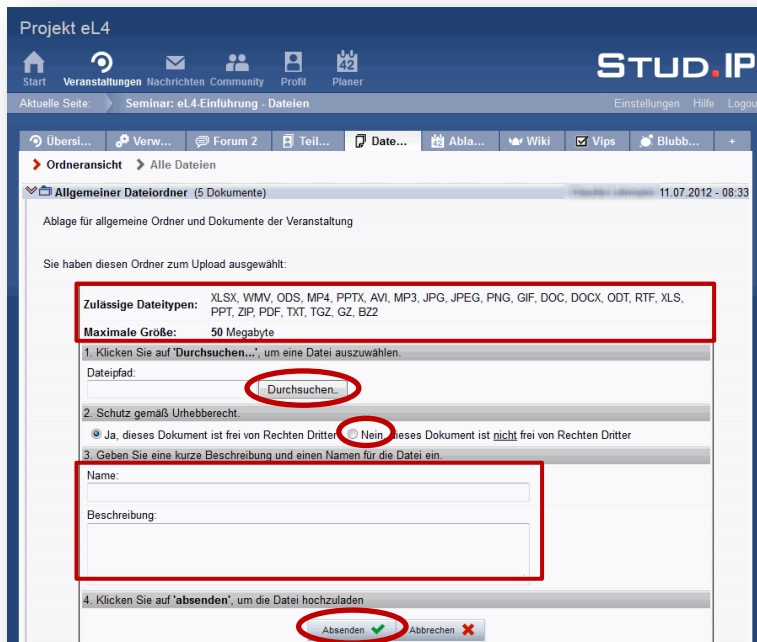 Projekt eL4
42
Start Veranstaltungen Nachrichten Community Profil Planer
STUD.IP
Aktuelle Seite: Seminar: eL4-Einführung - Dateien Einstellungen Hilfe Logou
Übersi... Verw... Forum 2 Teil... Date... Abla... Wiki Vips Blubb... +
Ordneransicht Alle Dateien
Allgemeiner Dateiordner (5 Dokumente) 11.07.2012 - 08:33
Ablage für allgemeine Ordner und Dokumente der Veranstaltung
Sie haben diesen Ordner zum Upload ausgewählt:
Zulässige Dateitypen: XLSX, WMV, ODS, MP4, PPTX, AVI, MP3, JPG, JPEG, PNG, GIF, DOC, DOCX, ODT, RTF, XLS,
PPT, ZIP, PDF, TXT, TGZ, GZ, BZ2
Maximale Größe: 50 Megabyte
1. Klicken Sie auf 'Durchsuchen...', um eine Datei auszuwählen.
Dateipfad:
Durchsuchen...
2. Schutz gemäß Urhebberecht.
Ja, dieses Dokument ist frei von Rechten Dritter Nein, dieses Dokument ist nicht frei von Rechten Dritter
3. Geben Sie eine kurze Beschreibung und einen Namen für die Datei ein.
Name:
Beschreibung:
4. Klicken Sie auf 'absenden', um die Datei hochzuladen
Absenden Abbrechen